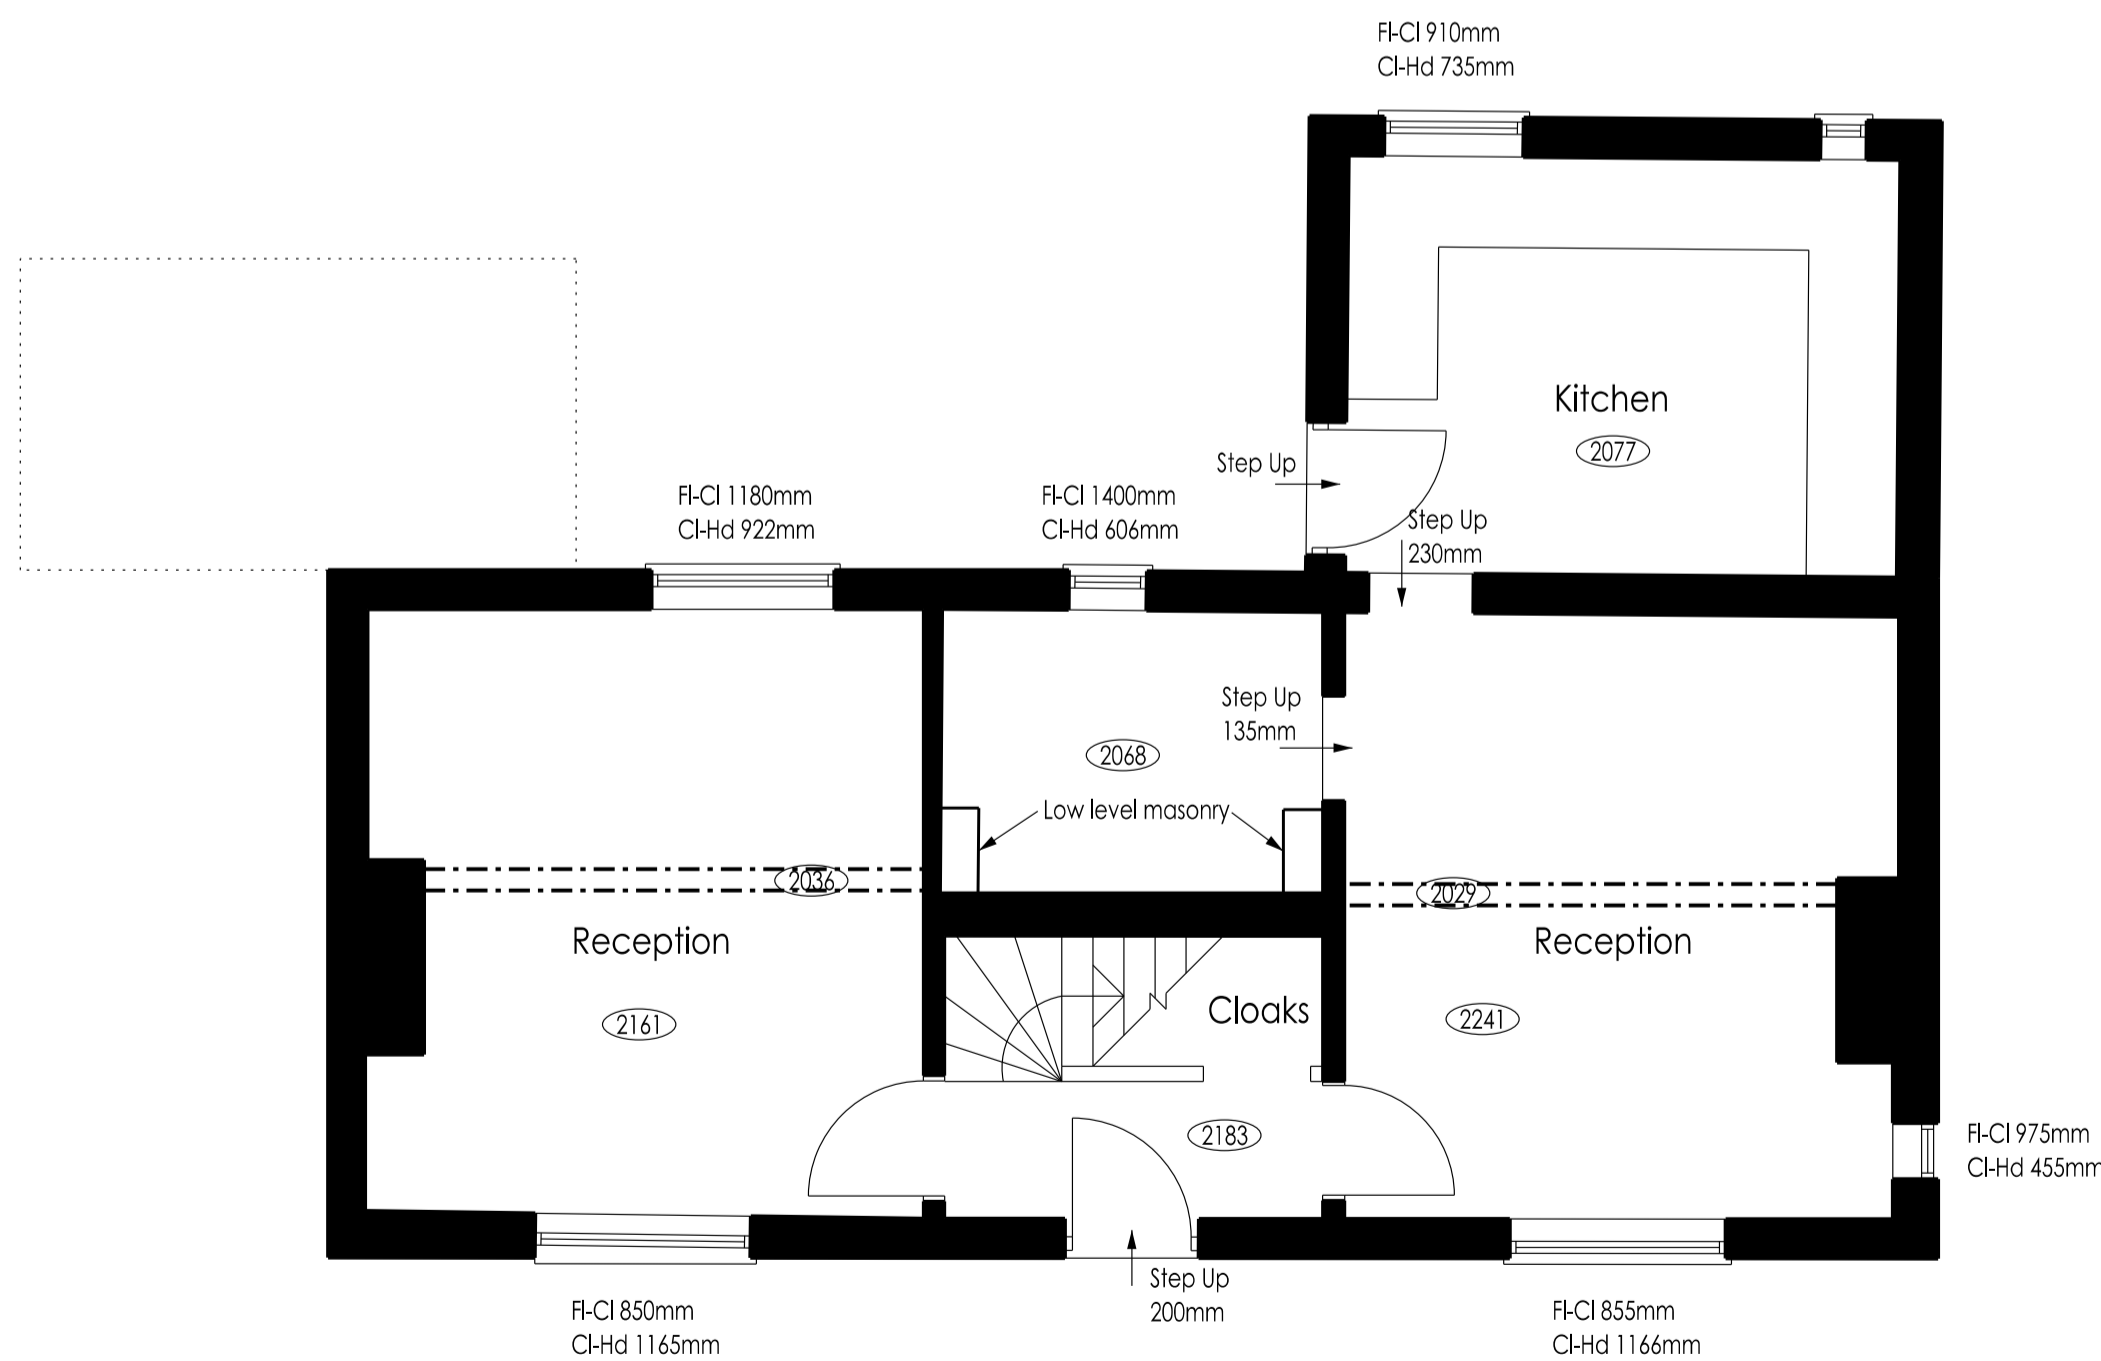 Fl-Cl 910mm
Cl-Hd 735mm
Kitchen
2077
Step Up
Step Up
230mm
Fl-Cl 1180mm
Cl-Hd 922mm
Fl-Cl 1400mm
Cl-Hd 606mm
Step Up
135mm
2068
Low level masonry
2036
2029
Reception
Reception
Cloaks
2161
2241
2183
Fl-Cl 975mm
Cl-Hd 455mm
Step Up
200mm
Fl-Cl 850mm
Cl-Hd 1165mm
Fl-Cl 855mm
Cl-Hd 1166mm